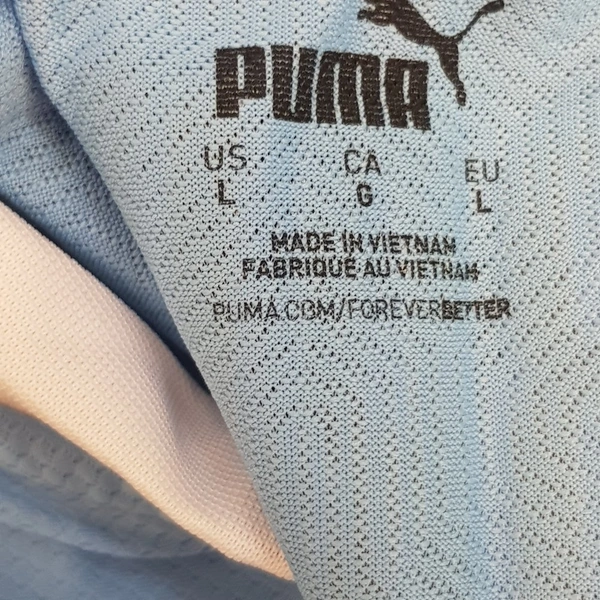 PUMA
US CA EU
L G L
MADE IN VIETNAM
FABRIQUÉ AU VIETNAM
PUMA.COM/FOREVERBETTER